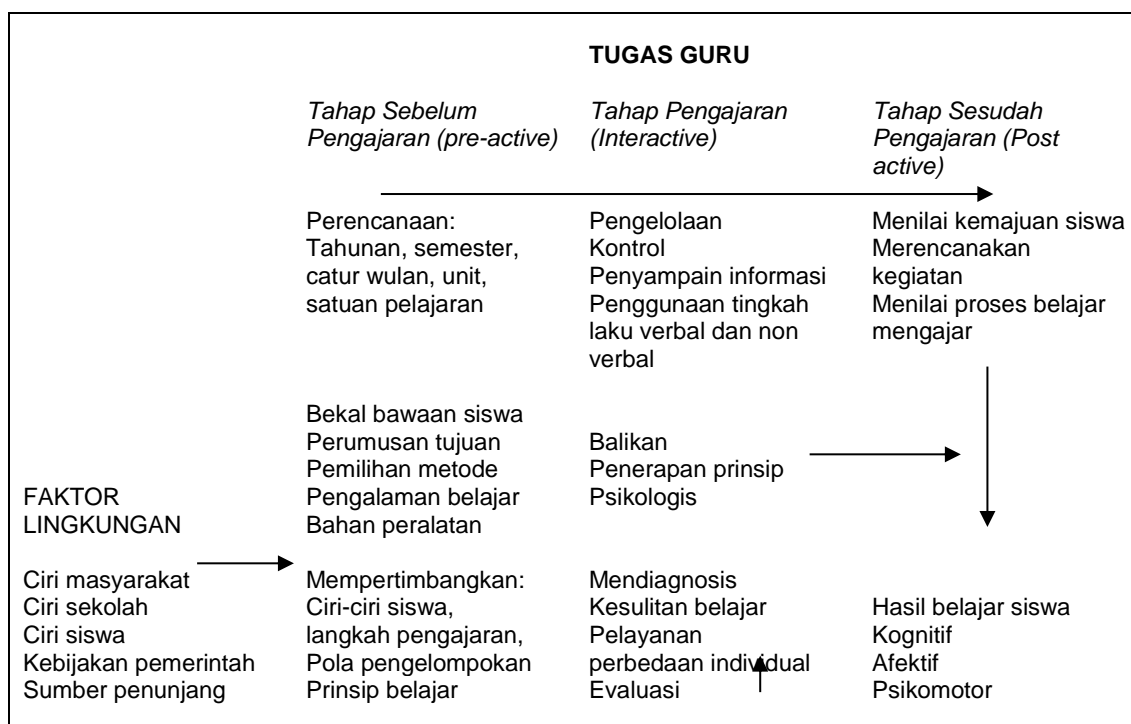 TUGAS GURU
Tahap Sebelum
Pengajaran (pre-active)
Tahap Pengajaran
(Interactive)
Tahap Sesudah
Pengajaran (Post
active)
Perencanaan:
Tahunan, semester,
catur wulan, unit,
satuan pelajaran
Pengelolaan
Kontrol
Penyampain informasi
Penggunaan tingkah
laku verbal dan non
verbal
Menilai kemajuan siswa
Merencanakan
kegiatan
Menilai proses belajar
mengajar
Bekal bawaan siswa
Perumusan tujuan
Pemilihan metode
Pengalaman belajar
Bahan peralatan
Balikan
Penerapan prinsip
Psikologis
FAKTOR
LINGKUNGAN
Ciri masyarakat
Ciri sekolah
Ciri siswa
Kebijakan pemerintah
Sumber penunjang
Mempertimbangkan:
Ciri-ciri siswa,
langkah pengajaran,
Pola pengelompokan
Prinsip belajar
Mendiagnosis
Kesulitan belajar
Pelayanan
perbedaan individual
Evaluasi
Hasil belajar siswa
Kognitif
Afektif
Psikomotor